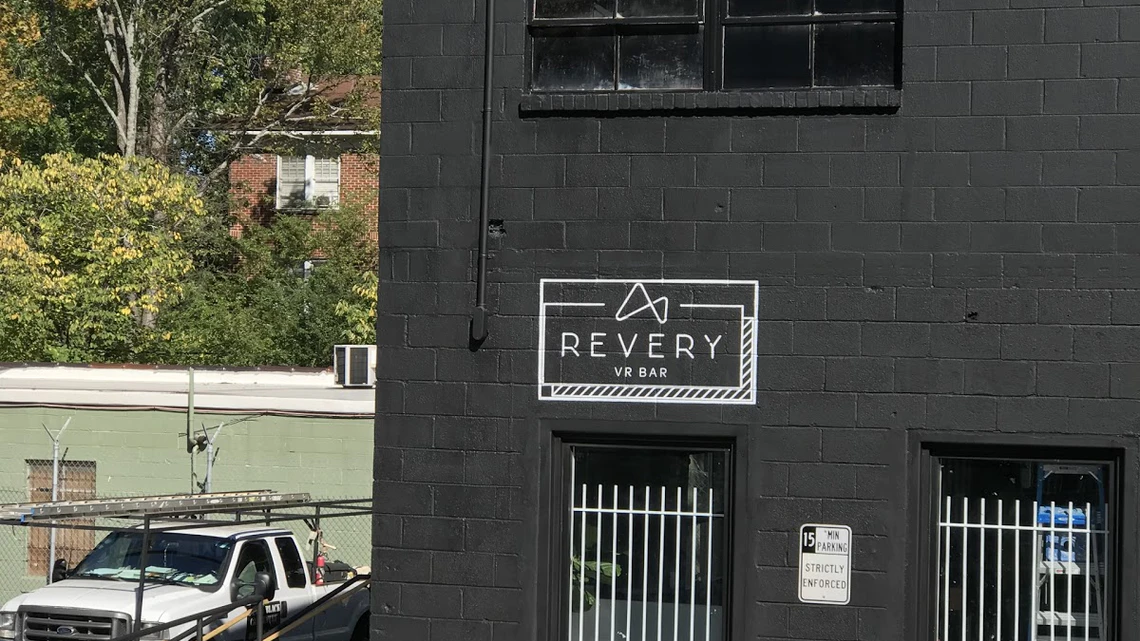 REVERY
VR BAR
15 MIN
PARKING
STRICTLY
ENFORCED